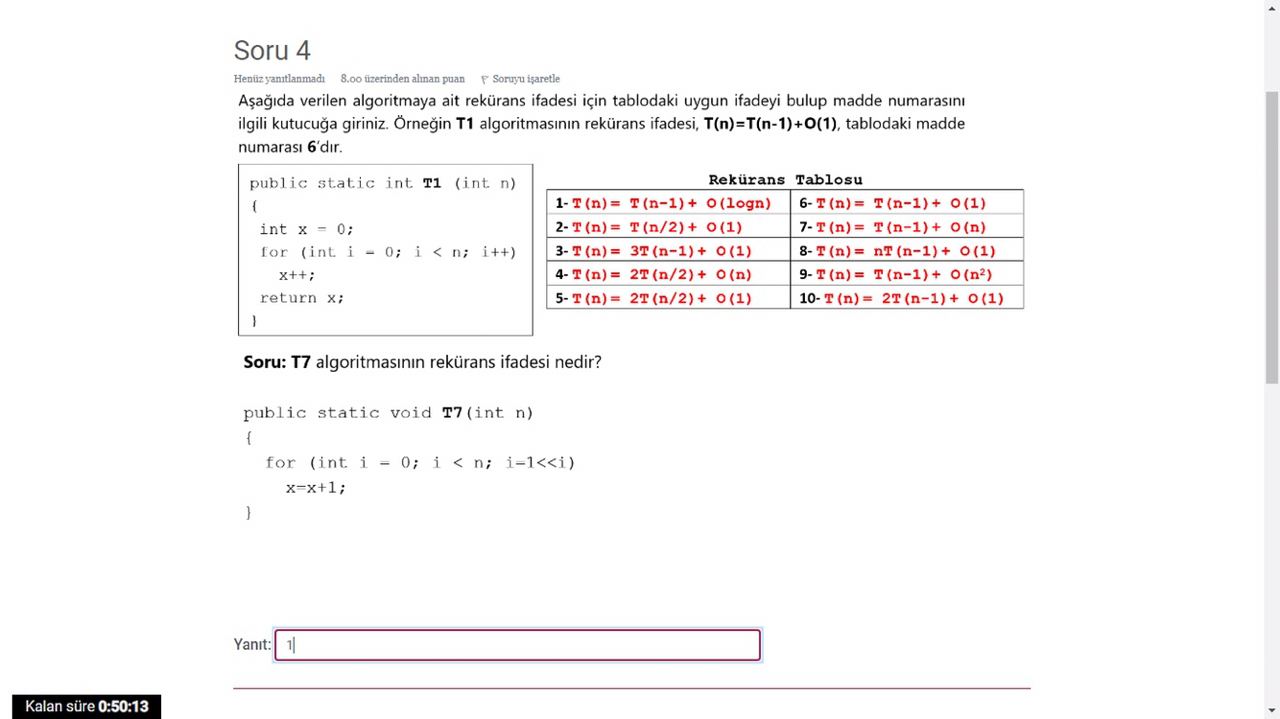 Soru 4
Henüz yanıtlanmadı 8,00 üzerinden alınan puan Soruyu işaretle
Aşağıda verilen algoritmaya ait rekürans ifadesi için tablodaki uygun ifadeyi bulup madde numarasını
ilgili kutucuğa giriniz. Örneğin T1 algoritmasının rekürans ifadesi, T(n)=T(n-1)+O(1), tablodaki madde
numarası 6'dır.
public static int T1 (int n)
{
int x = 0;
for (int i = 0; i < n; i++)
x++;
return x;
}
Rekürans Tablosu
1- T(n)= T(n-1)+ O(logn) 6- T(n)= T(n-1)+ O(1)
2- T(n)= T(n/2)+ O(1) 7- T(n)= T(n-1)+ O(n)
3- T(n)= 3T(n-1)+ O(1) 8- T(n)= nT(n-1)+ O(1)
4- T(n)= 2T(n/2)+ O(n) 9- T(n)= T(n-1)+ O(n²)
5- T(n)= 2T(n/2)+ O(1) 10- T(n)= 2T(n-1)+ O(1)
Soru: T7 algoritmasının rekürans ifadesi nedir?
public static void T7(int n)
{
for (int i = 0; i < n; i=1<<i)
x=x+1;
}
Yanıt: 1
Kalan süre 0:50:13